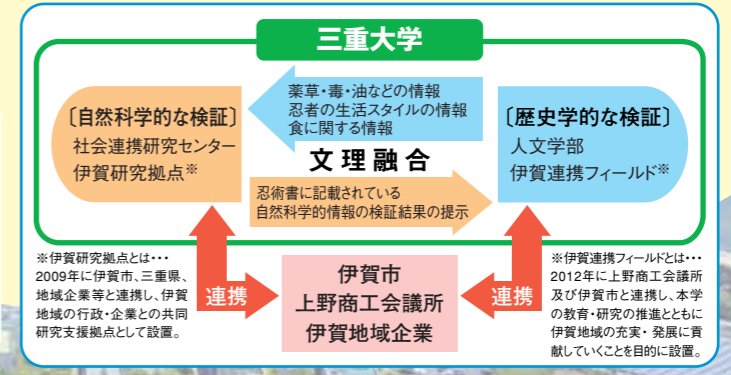 三重大学
〔自然科学的な検証〕
社会連携研究センター
伊賀研究拠点※
薬草・毒・油などの情報
忍者の生活スタイルの情報
食に関する情報
文理融合
忍術書に記載されている
自然科学的情報の検証結果の提示
〔歴史学的な検証〕
人文学部
伊賀連携フィールド※
※伊賀研究拠点とは・・・
2009年に伊賀市、三重県、
地域企業等と連携し、伊賀
地域の行政・企業との共同
研究支援拠点として設置。
連携
伊賀市
上野商工会議所
伊賀地域企業
連携
※伊賀連携フィールドとは・・・
2012年に上野商工会議所
及び伊賀市と連携し、本学
の教育・研究の推進とともに
伊賀地域の充実・発展に貢
献していくことを目的に設置。